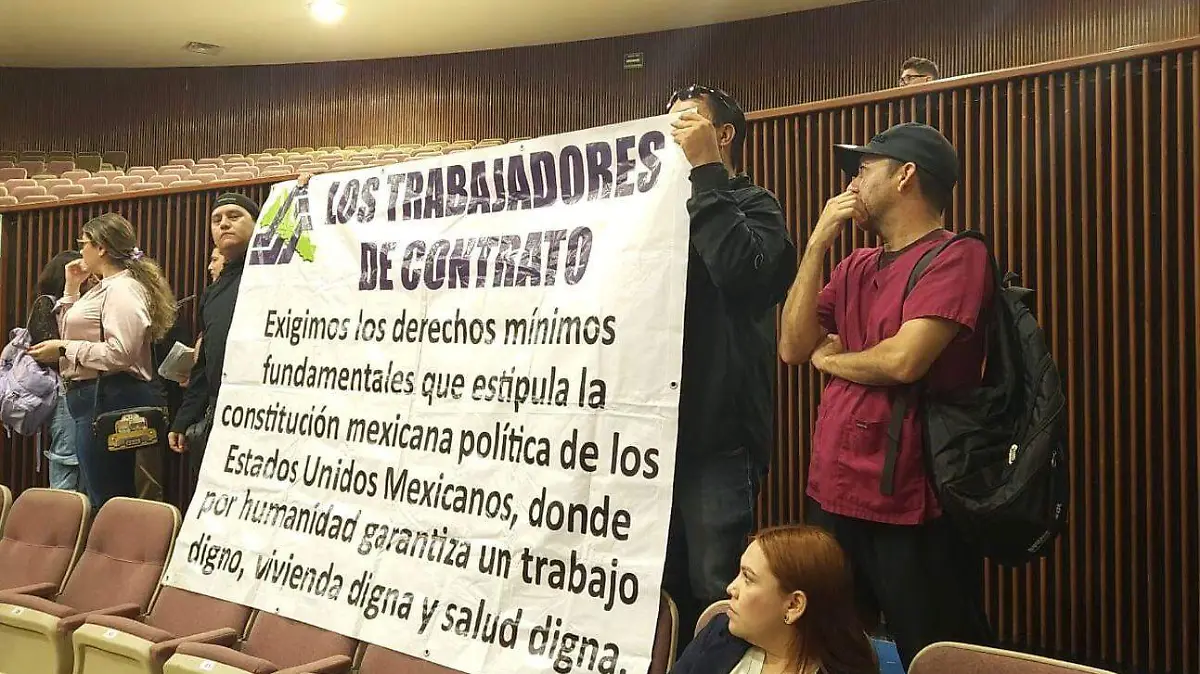 LOS TRABAJADORES
DE CONTRATO
Exigimos los derechos mínimos
fundamentales que estipula la
constitución mexicana política de los
Estados Unidos Mexicanos, donde
por humanidad garantiza un trabajo
digno, vivienda digna y salud digna.